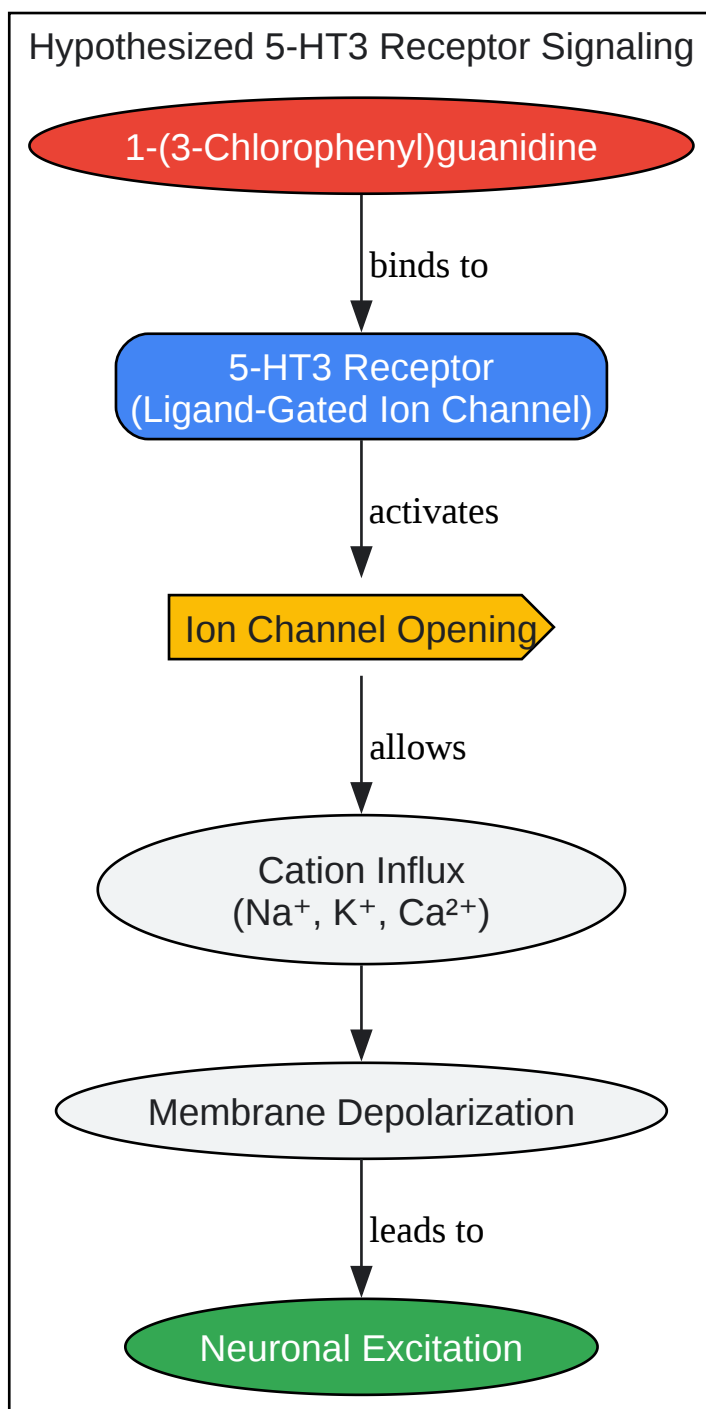 Hypothesized 5-HT3 Receptor Signaling
1-(3-Chlorophenyl)guanidine
binds to
5-HT3 Receptor
(Ligand-Gated Ion Channel)
activates
Ion Channel Opening
allows
Cation Influx
(Na⁺, K⁺, Ca²⁺)
Membrane Depolarization
leads to
Neuronal Excitation